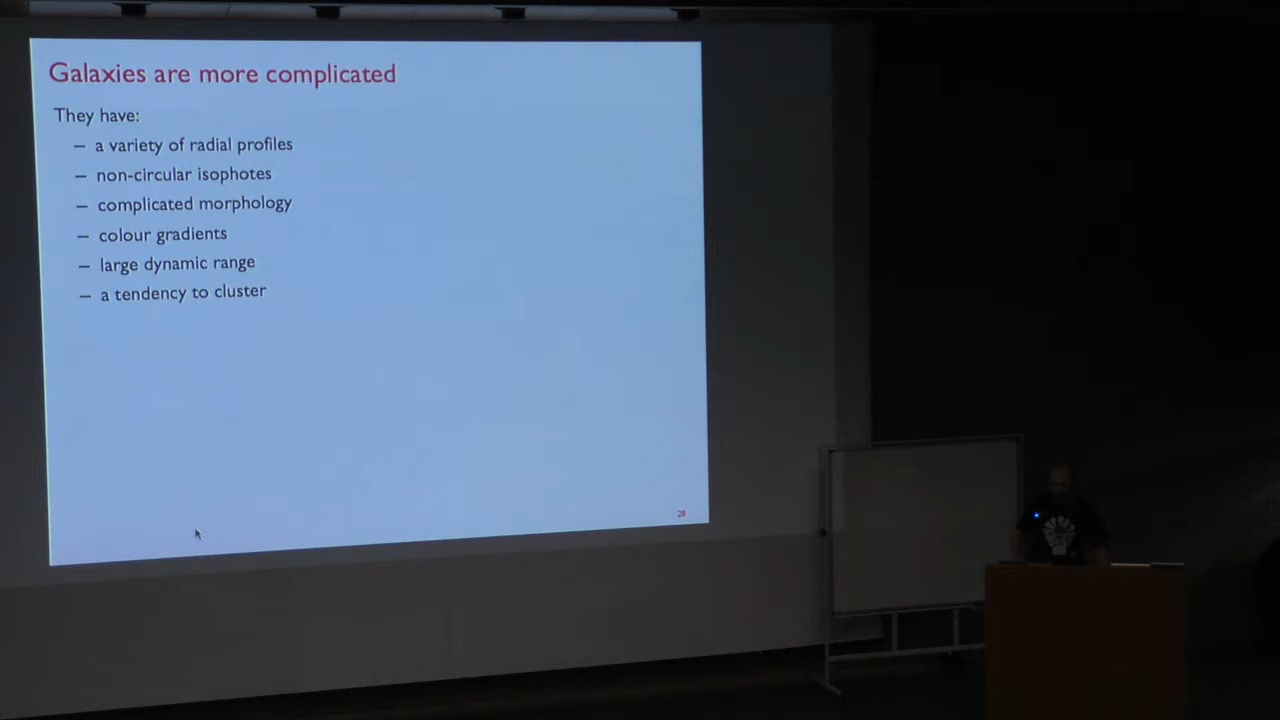 Galaxies are more complicated
They have:
– a variety of radial profiles
– non-circular isophotes
– complicated morphology
– colour gradients
– large dynamic range
– a tendency to cluster
28